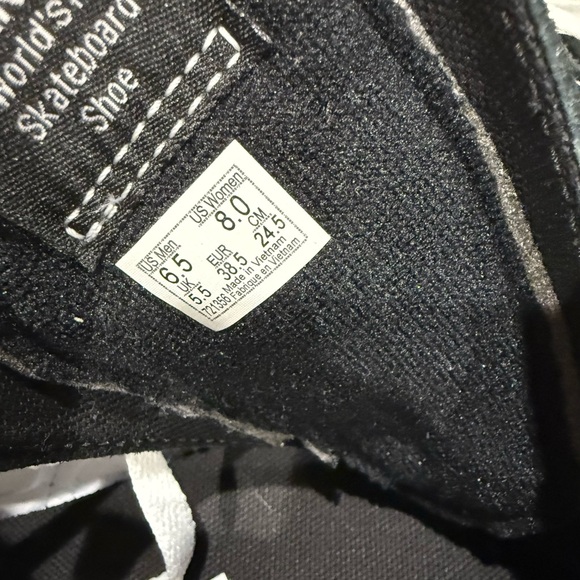 World's
Skateboard
Shoe
US Men US Women
6.5 8.0
UK EUR CM
5.5 38.5 24.5
721356 Made in Vietnam
Fabriqué en Vietnam